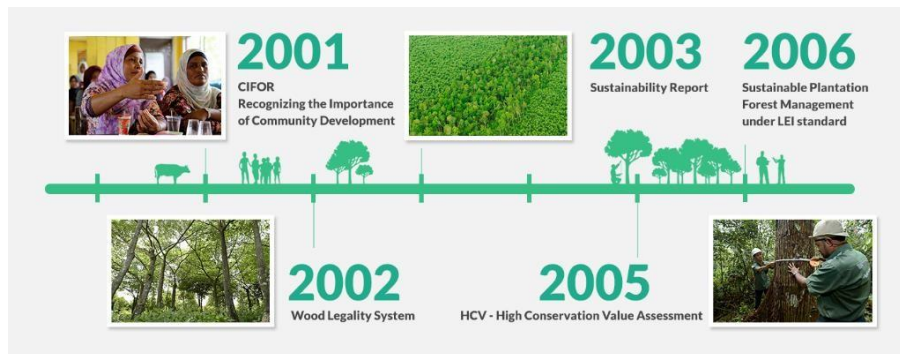 2001
CIFOR
Recognizing the Importance
of Community Development
2003
Sustainability Report
2006
Sustainable Plantation
Forest Management
under LEI standard
2002
Wood Legality System
2005
HCV - High Conservation Value Assessment